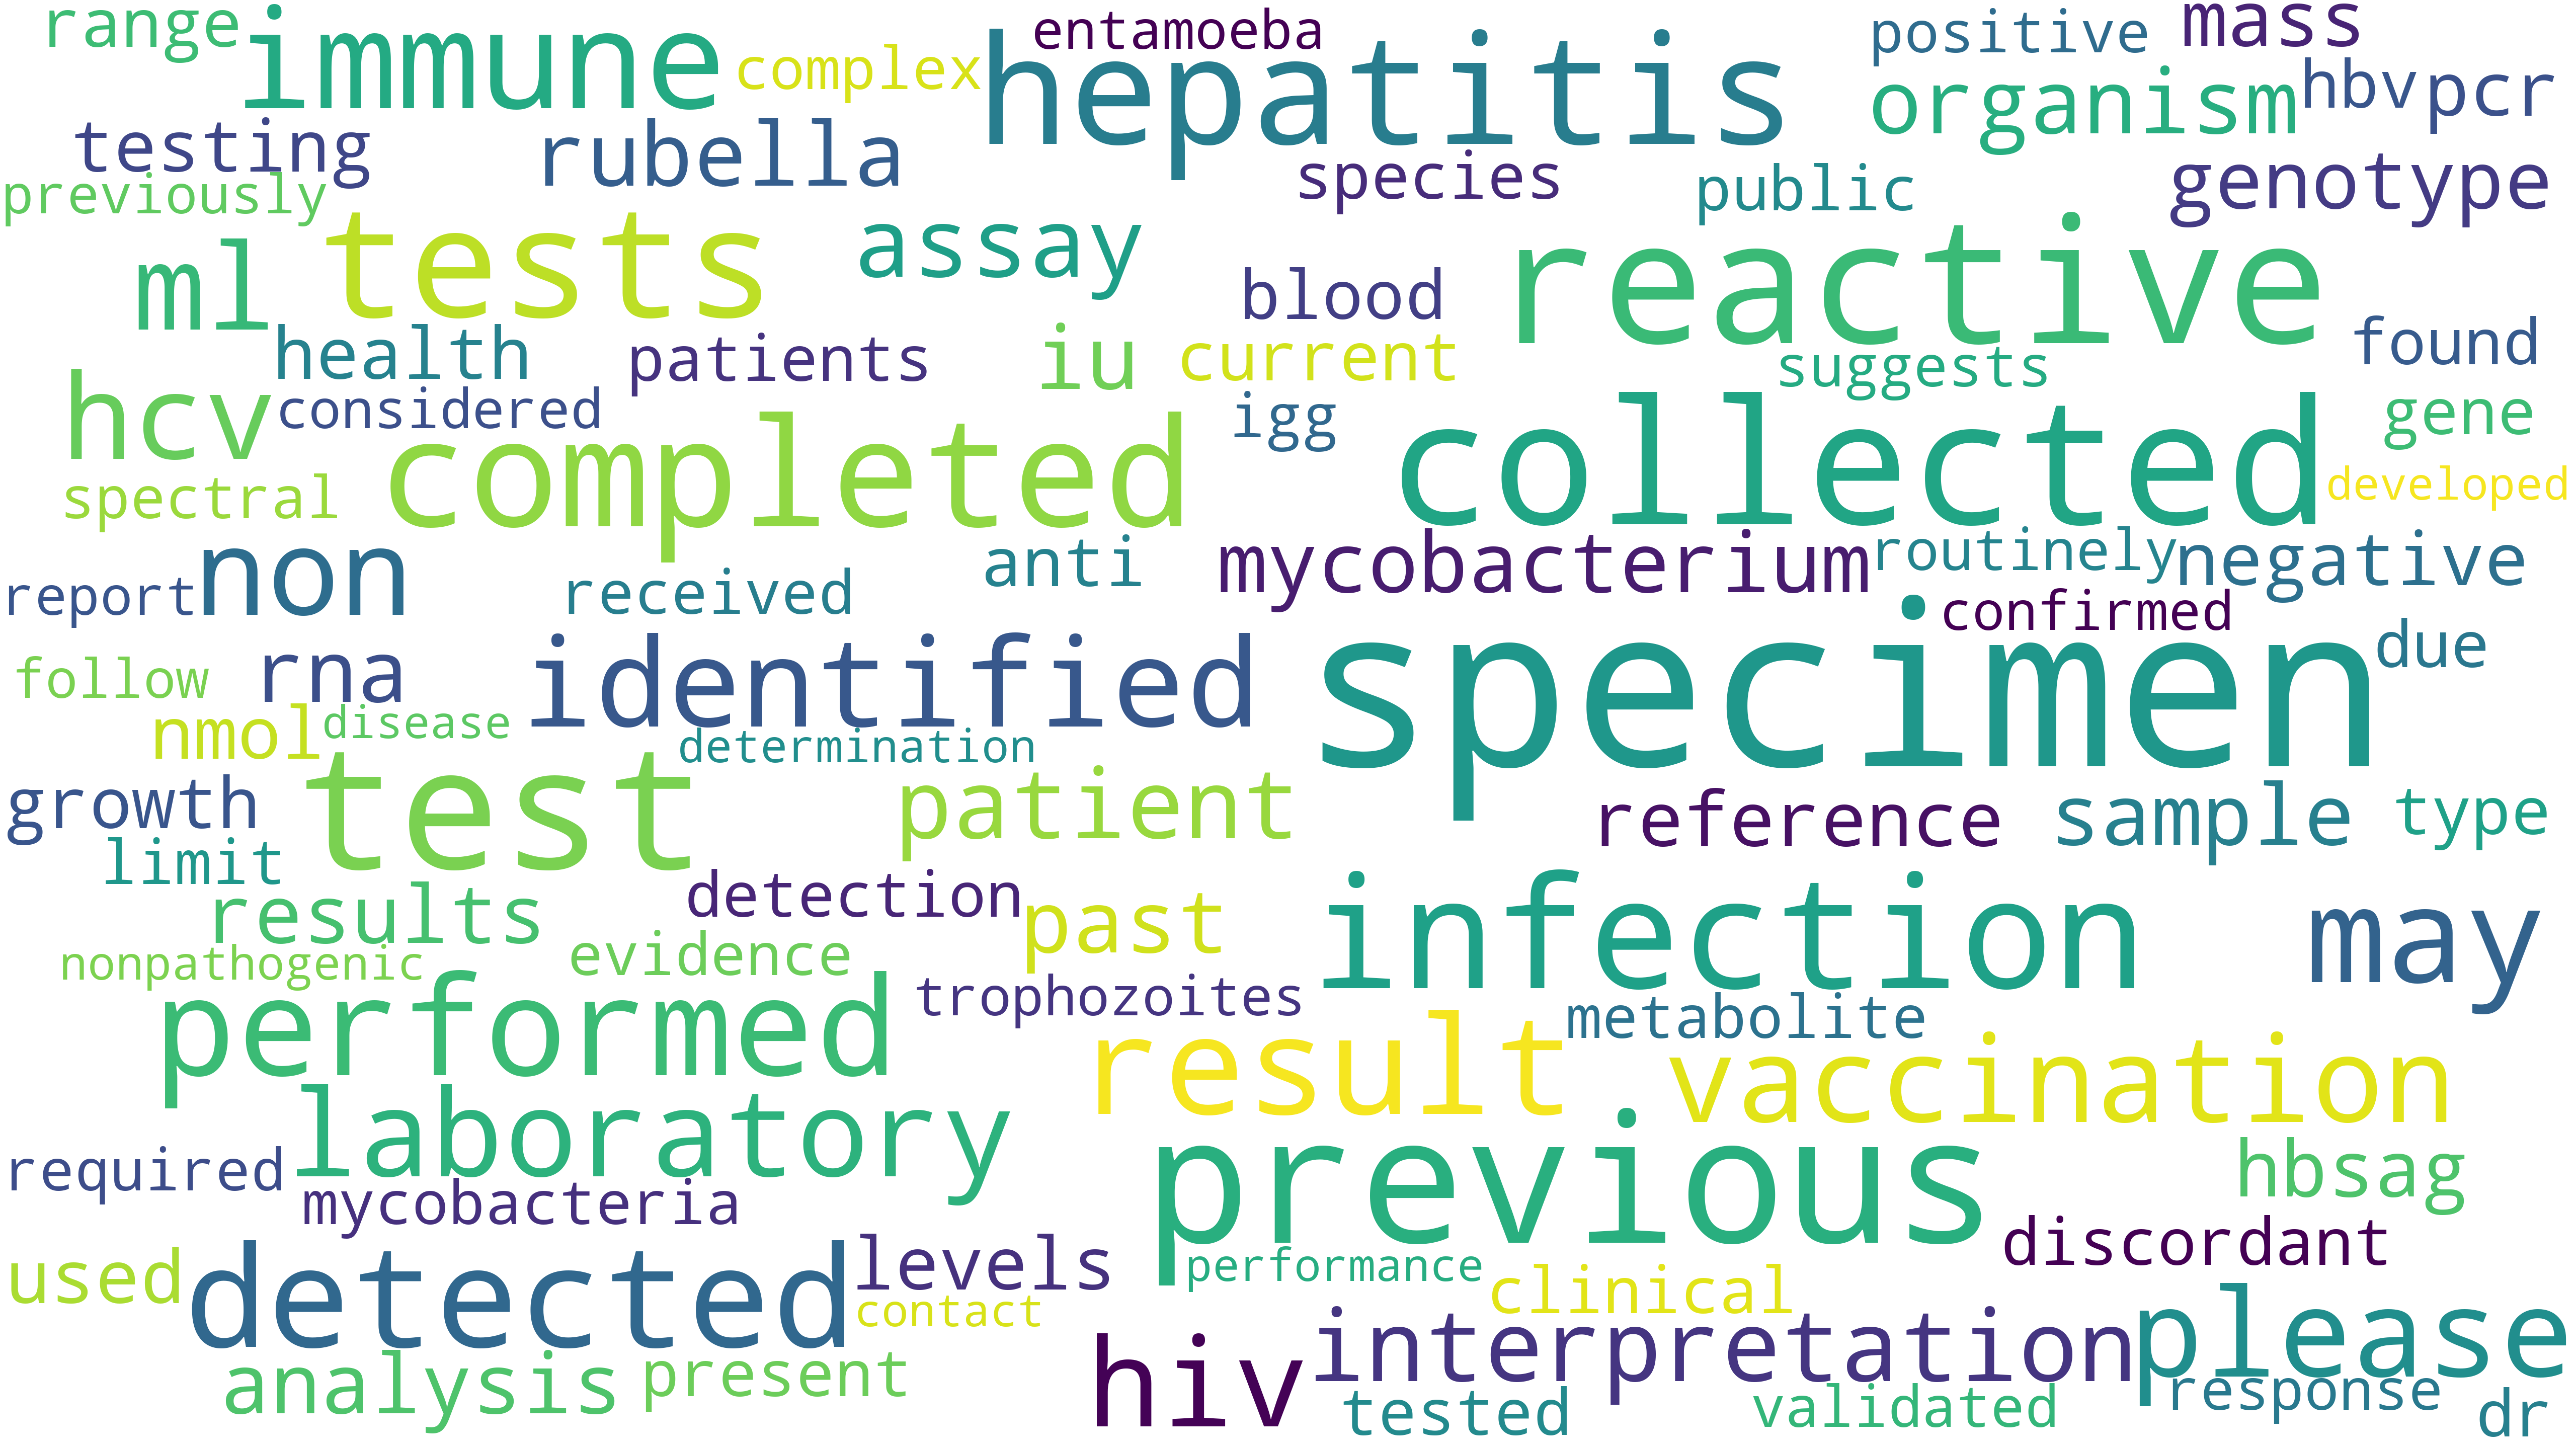 range immune complex entamoeba hepatitis positive mass
organism hbv pcr
testing rubella species public genotype
previously tests assay reactive
ml blood found
health patients iu current suggests
hcv considered completed igg collected gene
spectral developed
non anti mycobacterium routinely negative
report received confirmed
follow rna identified specimen due
nmol disease determination
growth test patient reference sample type
limit detection infection may
results past
nonpathogenic evidence
performed trophozoites metabolite
laboratory result vaccination
required previous hbsag
mycobacteria discordant
used detected levels performance clinical please
contact
analysis present hiv interpretation response
tested validated dr